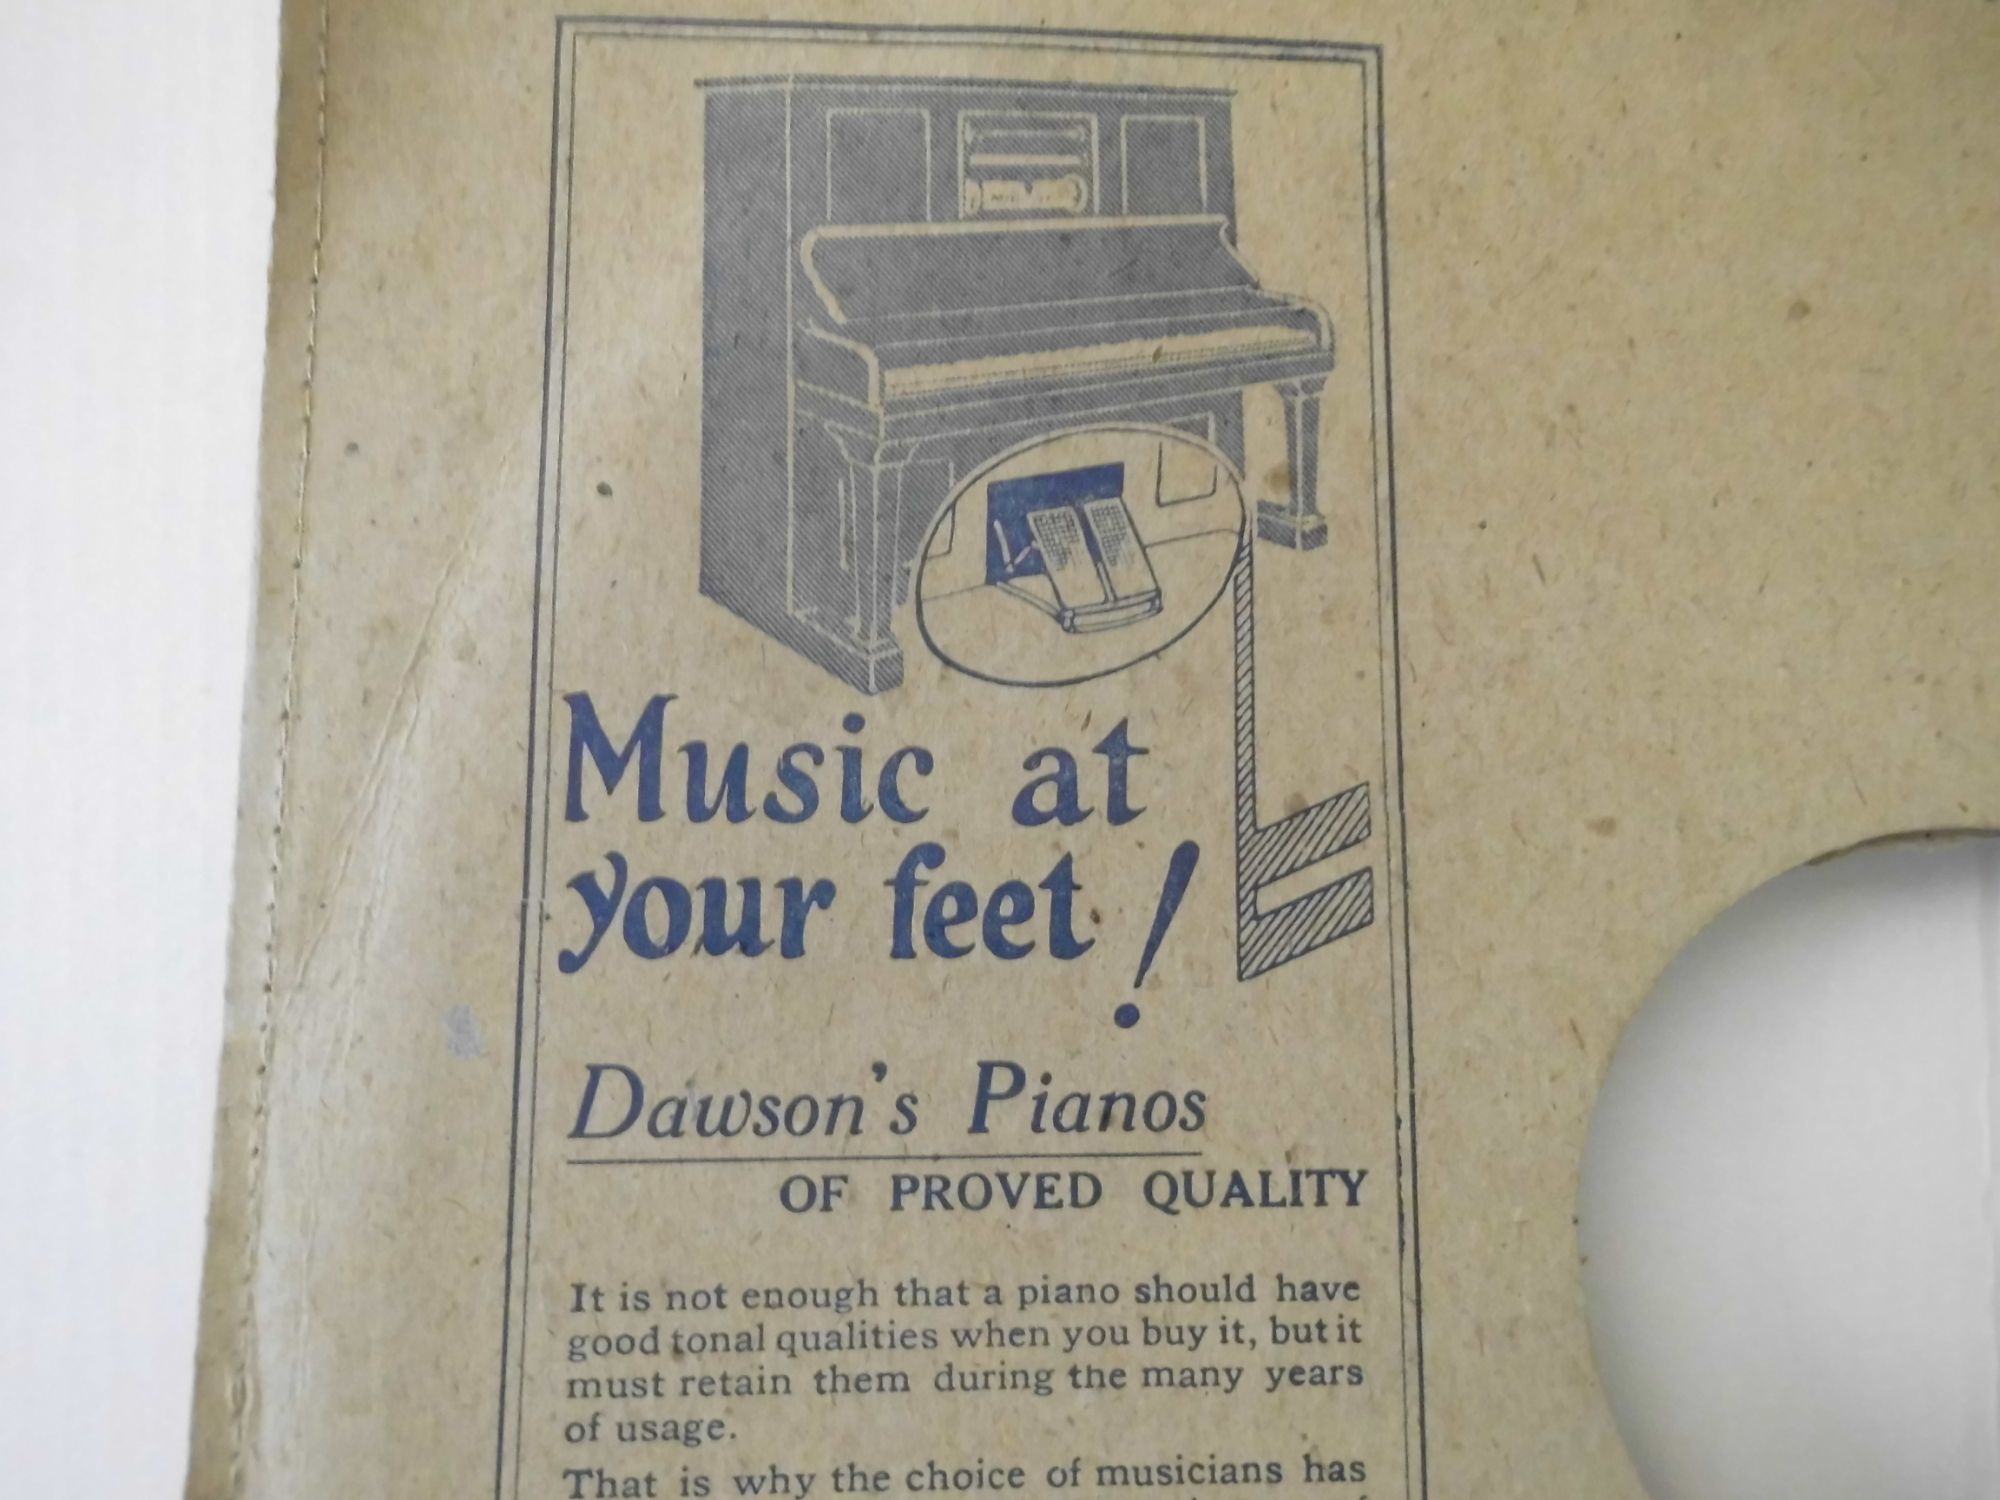 Music at
your feet!
Dawson's Pianos
OF PROVED QUALITY
It is not enough that a piano should have
good tonal qualities when you buy it, but it
must retain them during the many years
of usage.
That is why the choice of musicians has